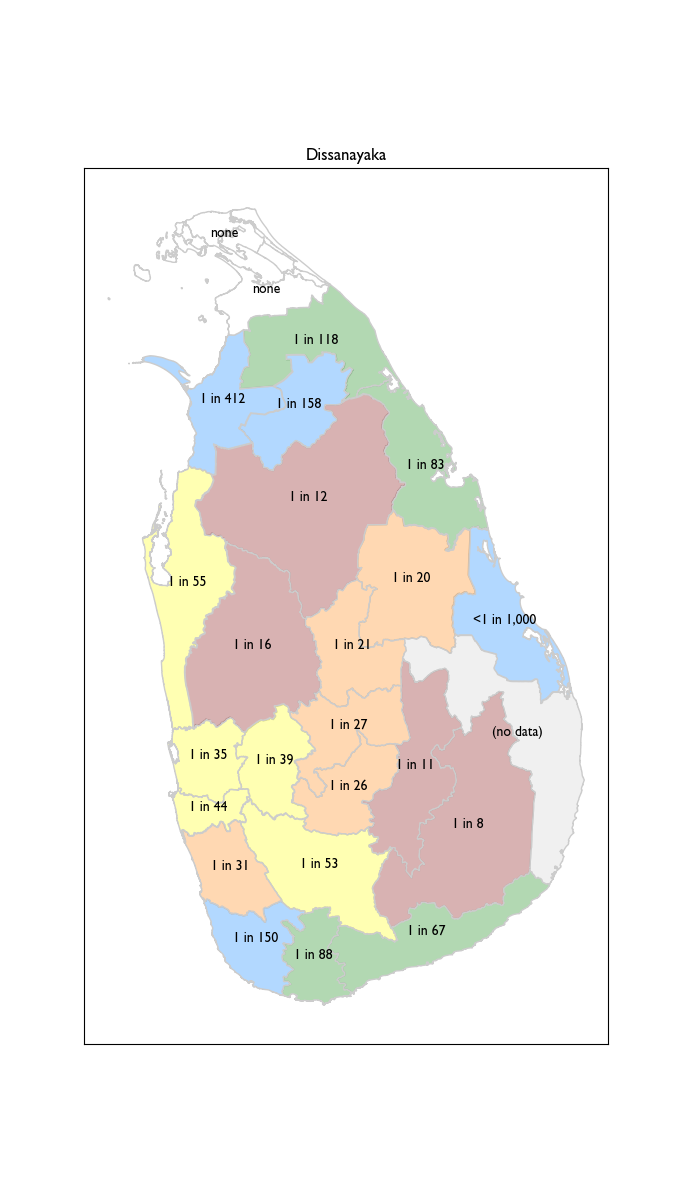 Dissanayaka
none
none
1 in 118
1 in 412
1 in 158
1 in 83
1 in 12
1 in 55
1 in 20
<1 in 1,000
1 in 16
1 in 21
1 in 27
(no data)
1 in 35
1 in 39
1 in 11
1 in 26
1 in 44
1 in 8
1 in 31
1 in 53
1 in 67
1 in 150
1 in 88